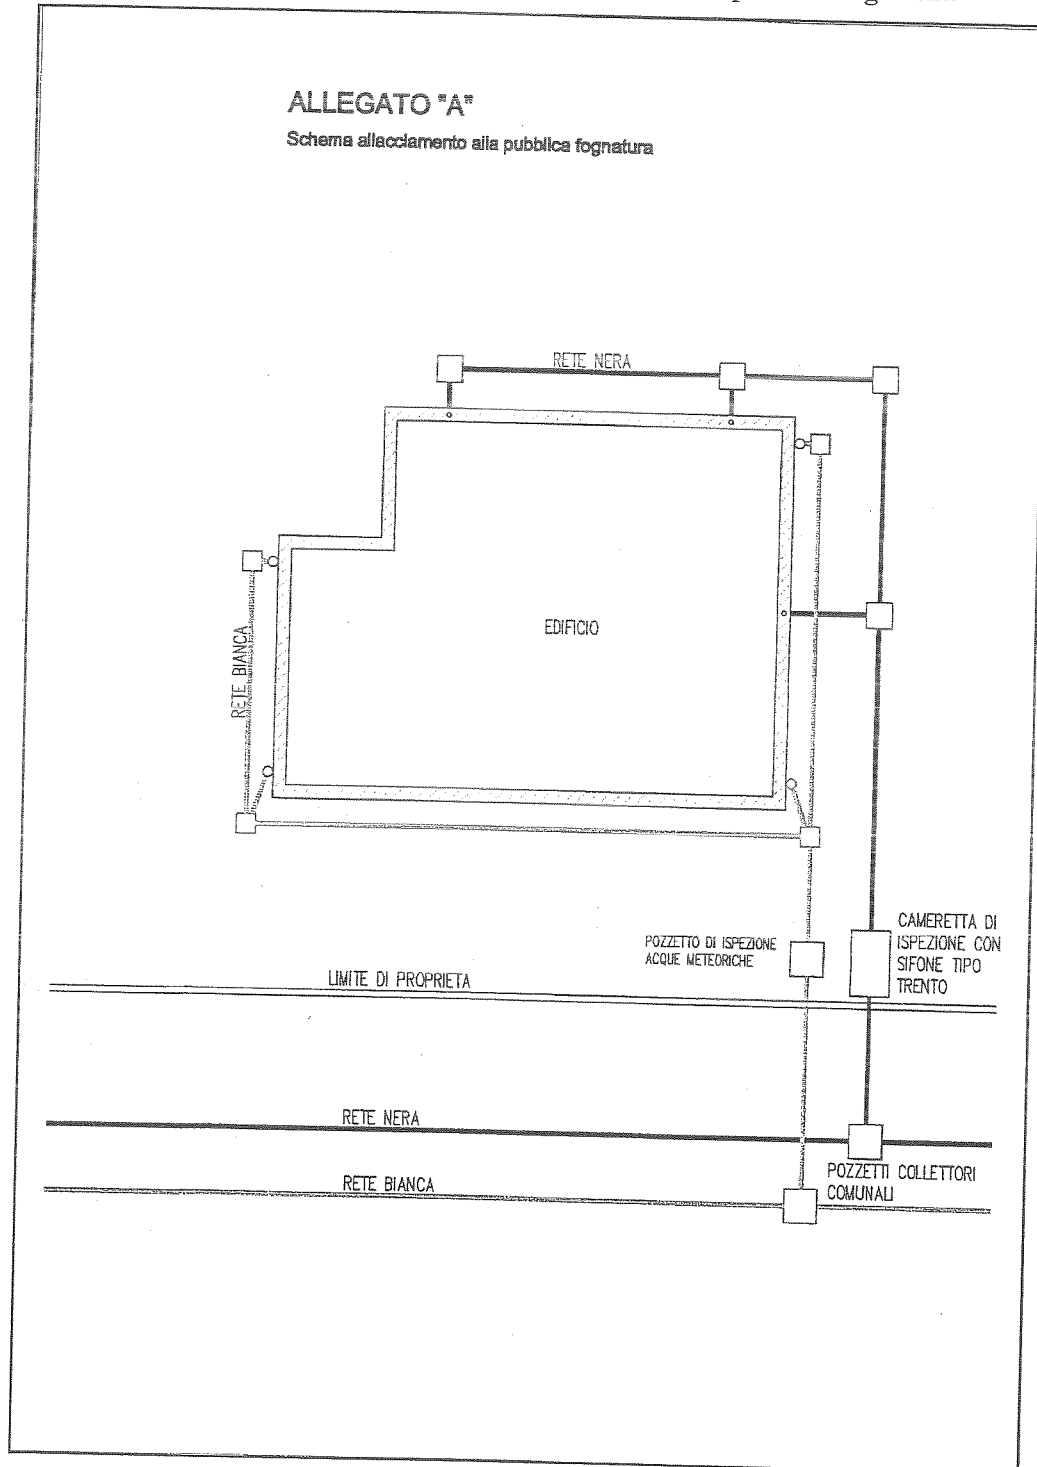 ALLEGATO "A"
Schema allacciamento alla pubblica fognatura
RETE NERA
EDIFICIO
RETE BIANCA
POZZETTO DI ISPEZIONE
ACQUE METEORICHE
CAMERETTA DI
ISPEZIONE CON
SIFONE TIPO
TRENTO
LIMITE DI PROPRIETA
RETE NERA
RETE BIANCA
POZZETTI COLLETTORI
COMUNALI